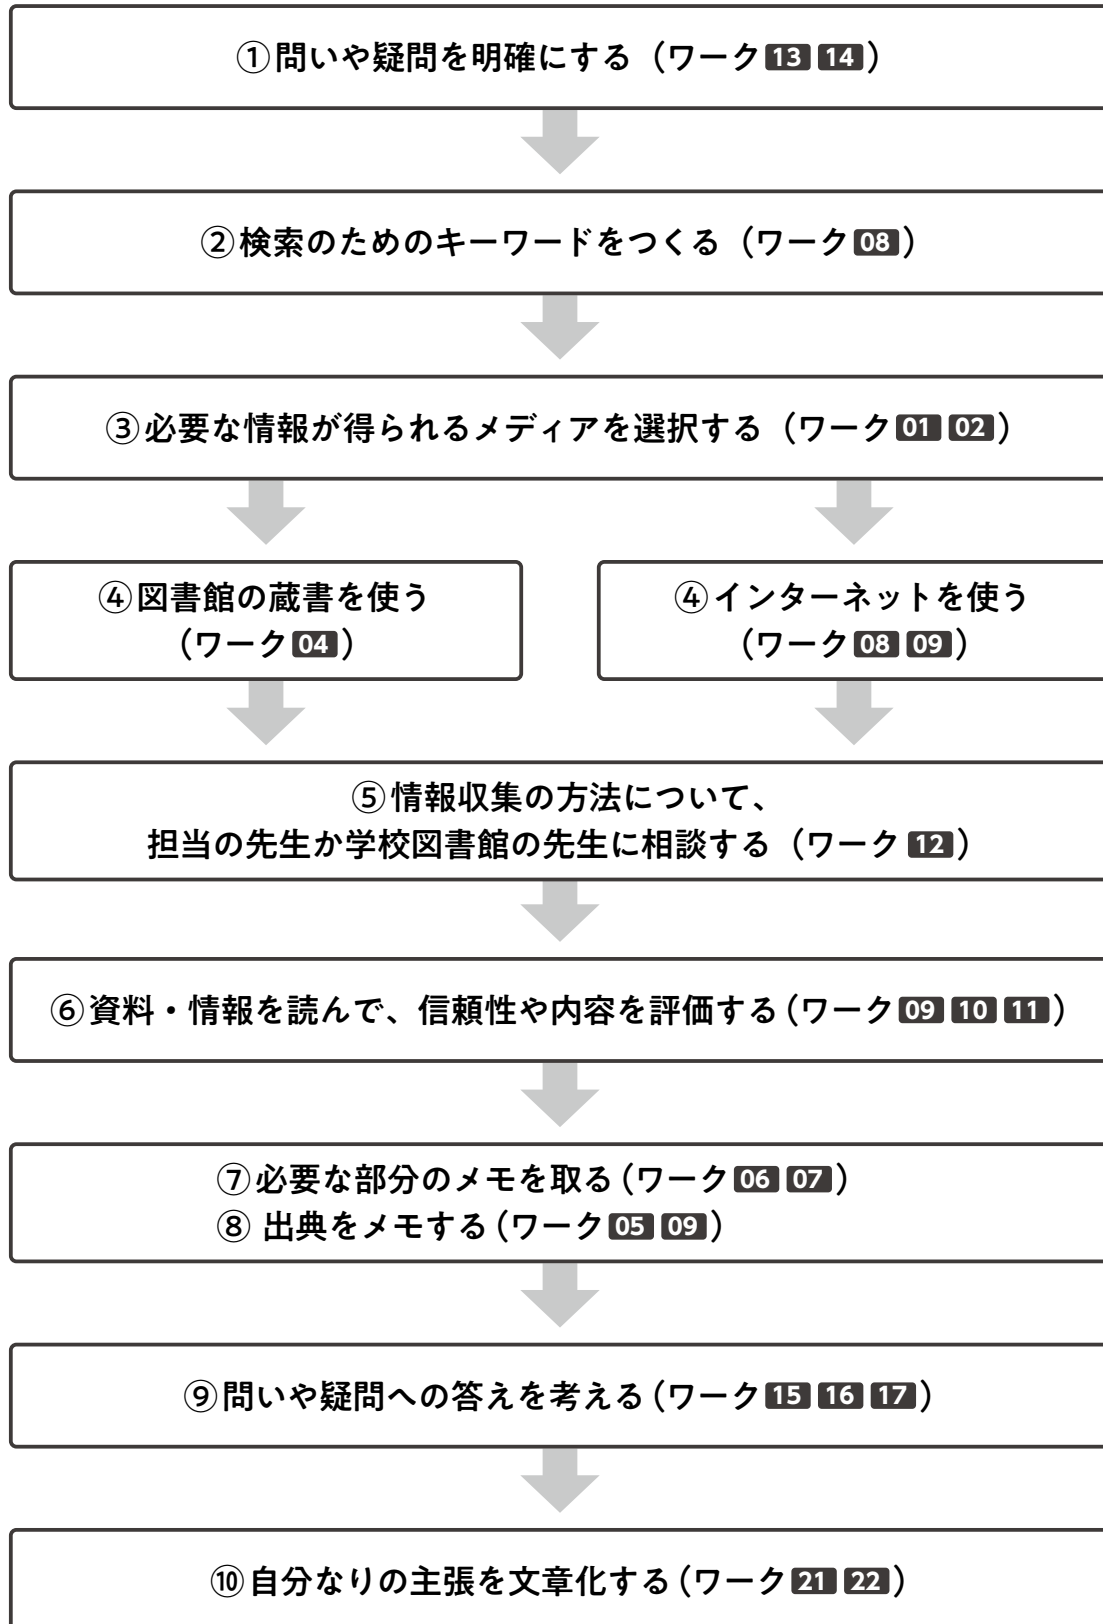 ①問いや疑問を明確にする（ワーク13 14）
②検索のためのキーワードをつくる（ワーク08）
③必要な情報が得られるメディアを選択する（ワーク01 02）
④図書館の蔵書を使う
（ワーク04）
④インターネットを使う
（ワーク08 09）
⑤情報収集の方法について、
担当の先生か学校図書館の先生に相談する（ワーク12）
⑥資料・情報を読んで、信頼性や内容を評価する（ワーク09 10 11）
⑦必要な部分のメモを取る（ワーク06 07）
⑧ 出典をメモする（ワーク05 09）
⑨問いや疑問への答えを考える（ワーク15 16 17）
⑩自分なりの主張を文章化する（ワーク21 22）